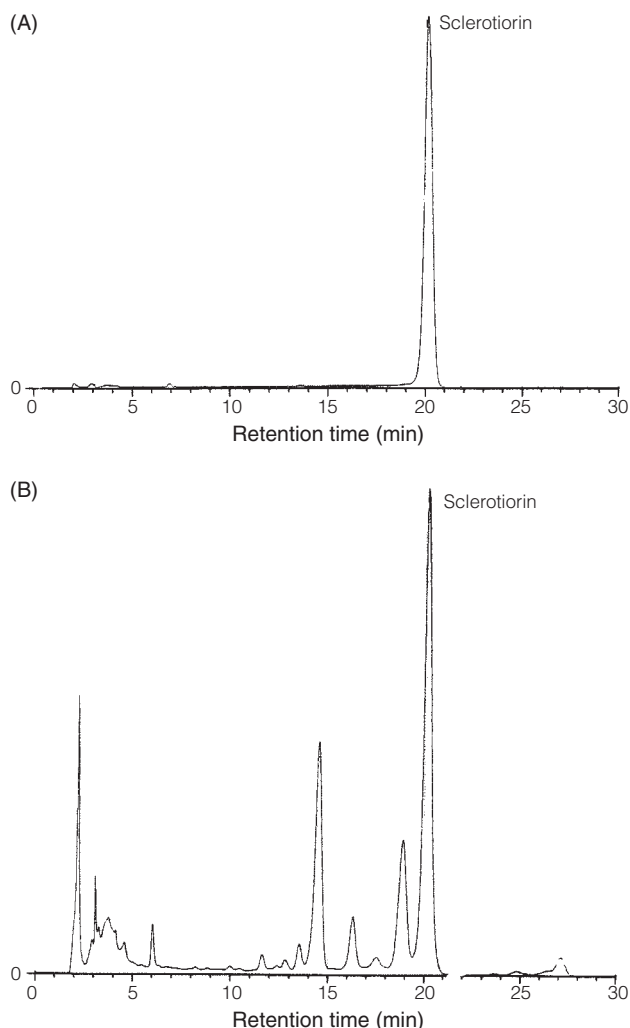 (A)
Sclerotiorin
0
0 5 10 15 20 25 30
Retention time (min)
(B)
Sclerotiorin
0
0 5 10 15 20 25 30
Retention time (min)